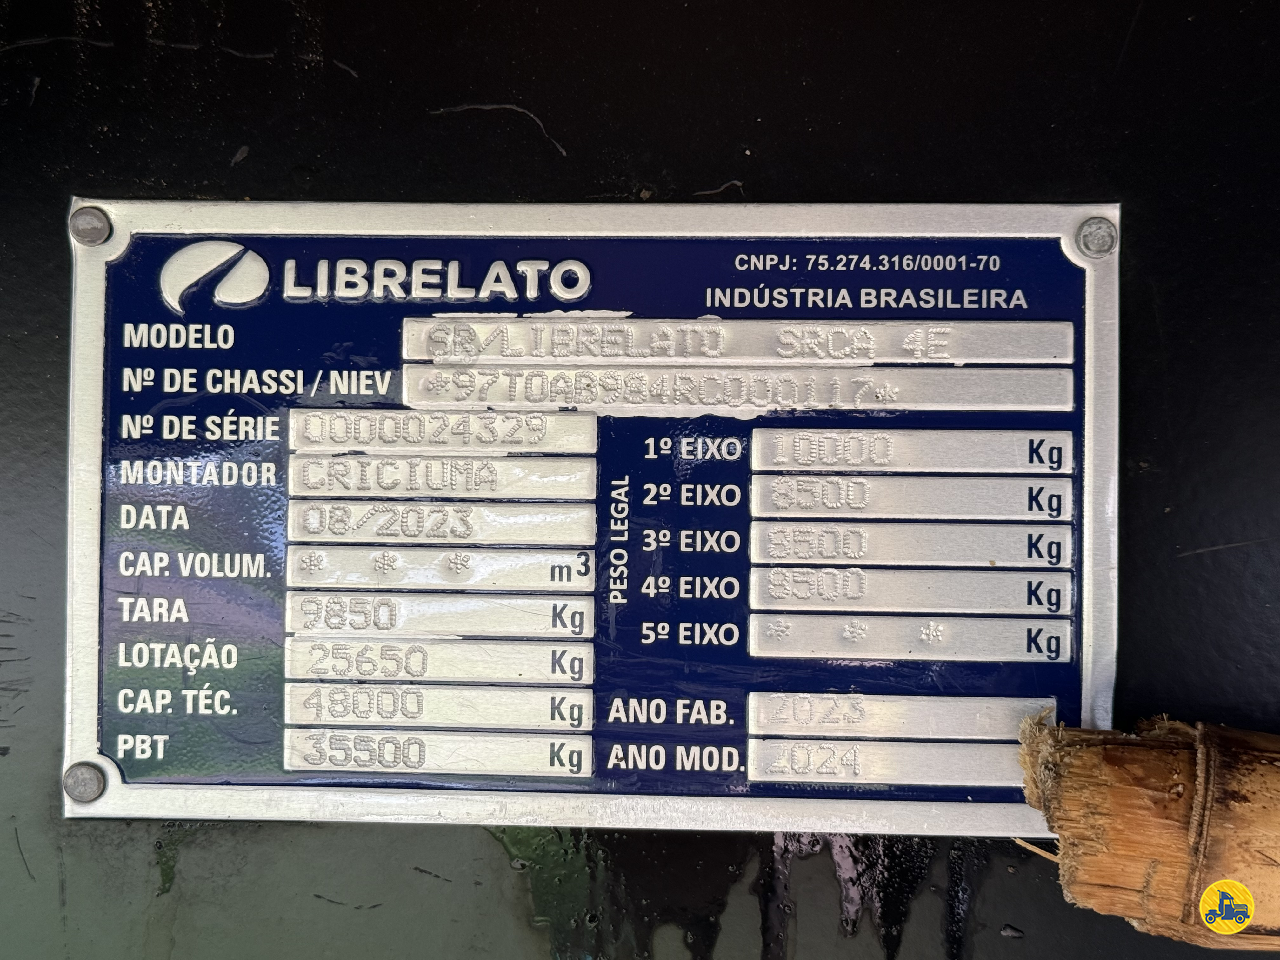 LIBRELATO
CNPJ: 75.274.316/0001-70
INDÚSTRIA BRASILEIRA
MODELO SR/LIBRELATO SRCA 4E
Nº DE CHASSI / NIEV *97T0AB984RC000117*
Nº DE SÉRIE 0000024329
MONTADOR CRICIUMA
DATA 08/2023
CAP. VOLUM. * * * m³
TARA 9850 Kg
LOTAÇÃO 25650 Kg
CAP. TÉC. 48000 Kg
PBT 35500 Kg
PESO LEGAL
1º EIXO 10000 Kg
2º EIXO 8500 Kg
3º EIXO 8500 Kg
4º EIXO 8500 Kg
5º EIXO * * * Kg
ANO FAB. 2023
ANO MOD. 2024